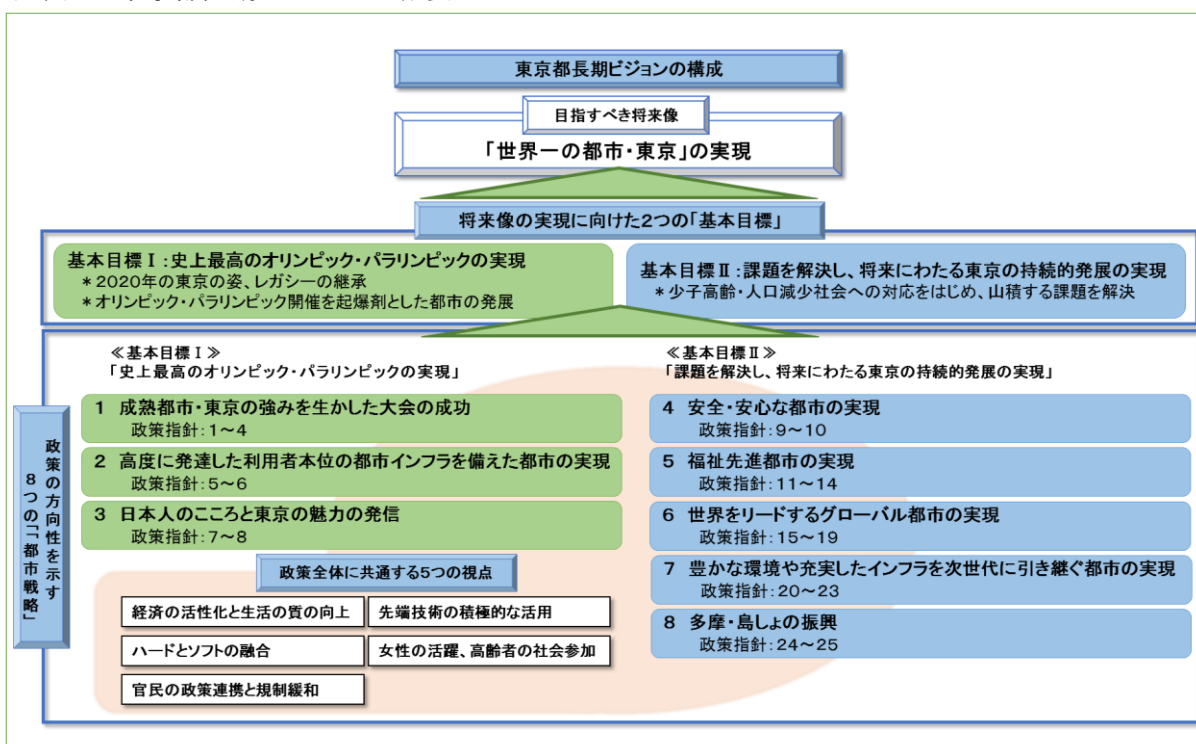 東京都長期ビジョンの構成
目指すべき将来像
「世界一の都市・東京」の実現
将来像の実現に向けた2つの「基本目標」
基本目標Ⅰ:史上最高のオリンピック・パラリンピックの実現
*2020年の東京の姿、レガシーの継承
*オリンピック・パラリンピック開催を起爆剤とした都市の発展
基本目標Ⅱ:課題を解決し、将来にわたる東京の持続的発展の実現
*少子高齢・人口減少社会への対応をはじめ、山積する課題を解決
政策の方向性を示す
8つの「「都市戦略」
≪基本目標Ⅰ≫
「史上最高のオリンピック・パラリンピックの実現」
1 成熟都市・東京の強みを生かした大会の成功
政策指針:1~4
2 高度に発達した利用者本位の都市インフラを備えた都市の実現
政策指針:5~6
3 日本人のこころと東京の魅力の発信
政策指針:7~8
政策全体に共通する5つの視点
経済の活性化と生活の質の向上
先端技術の積極的な活用
ハードとソフトの融合
女性の活躍、高齢者の社会参加
官民の政策連携と規制緩和
≪基本目標Ⅱ≫
「課題を解決し、将来にわたる東京の持続的発展の実現」
4 安全・安心な都市の実現
政策指針:9~10
5 福祉先進都市の実現
政策指針:11~14
6 世界をリードするグローバル都市の実現
政策指針:15~19
7 豊かな環境や充実したインフラを次世代に引き継ぐ都市の実現
政策指針:20~23
8 多摩・島しょの振興
政策指針:24~25